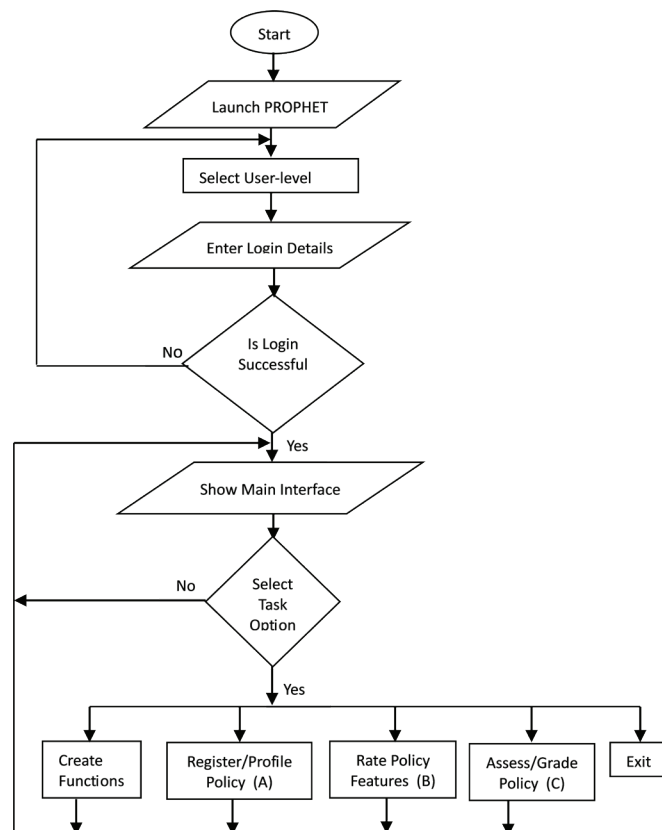 Start
Launch PROPHET
Select User-level
Enter Login Details
Is Login
Successful
No
Yes
Show Main Interface
No
Select
Task
Option
Yes
Create
Functions
Register/Profile
Policy (A)
Rate Policy
Features (B)
Assess/Grade
Policy (C)
Exit